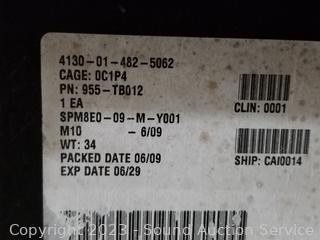 4130-01-482-5062
CAGE: 0C1P4
PN: 955-TB012
1 EA
SPM8E0-09-M-Y001
M10 - 6/09
WT: 34
PACKED DATE 06/09
EXP DATE 06/29
CLIN: 0001
SHIP: CAI0014
Copyright 2023 - Sound Auction Service